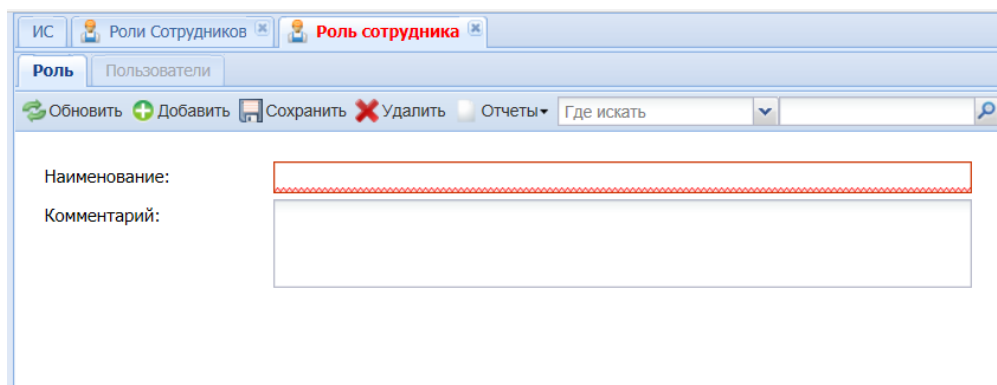 ИС Роли Сотрудников Роль сотрудника
Роль Пользователи
Обновить Добавить Сохранить Удалить Отчеты Где искать
Наименование:
Комментарий: